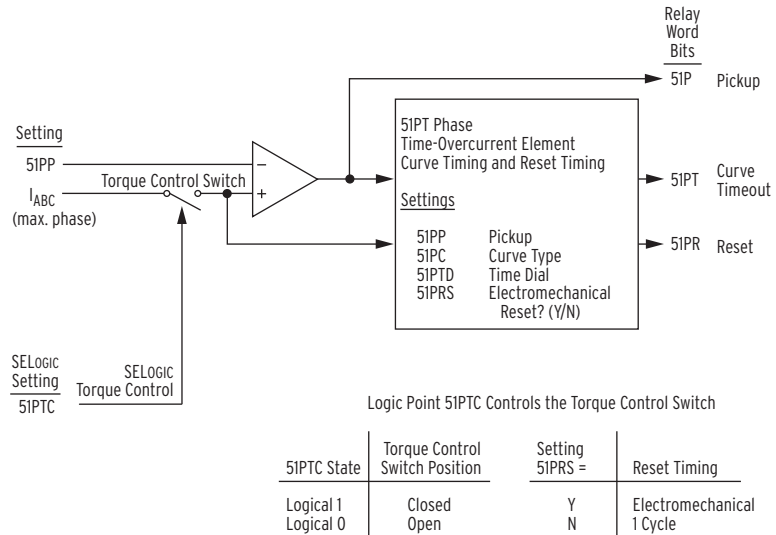 Relay
Word
Bits
51P Pickup
Setting
51PP
−
Torque Control Switch
+
IABC
(max. phase)
51PT Phase
Time-Overcurrent Element
Curve Timing and Reset Timing
Settings
51PP Pickup
51PC Curve Type
51PTD Time Dial
51PRS Electromechanical
Reset? (Y/N)
51PT Curve
Timeout
51PR Reset
SELOGIC
Setting
51PTC
SELOGIC
Torque Control
Logic Point 51PTC Controls the Torque Control Switch
51PTC State Torque Control
Switch Position
Logical 1 Closed
Logical 0 Open
Setting
51PRS = Reset Timing
Y Electromechanical
N 1 Cycle